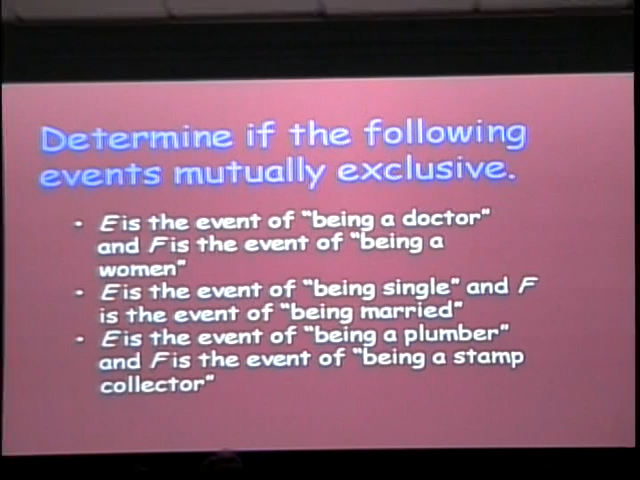 Determine if the following
events mutually exclusive.
• E is the event of "being a doctor"
and F is the event of "being a
women"
• E is the event of "being single" and F
is the event of "being married"
• E is the event of "being a plumber"
and F is the event of "being a stamp
collector"